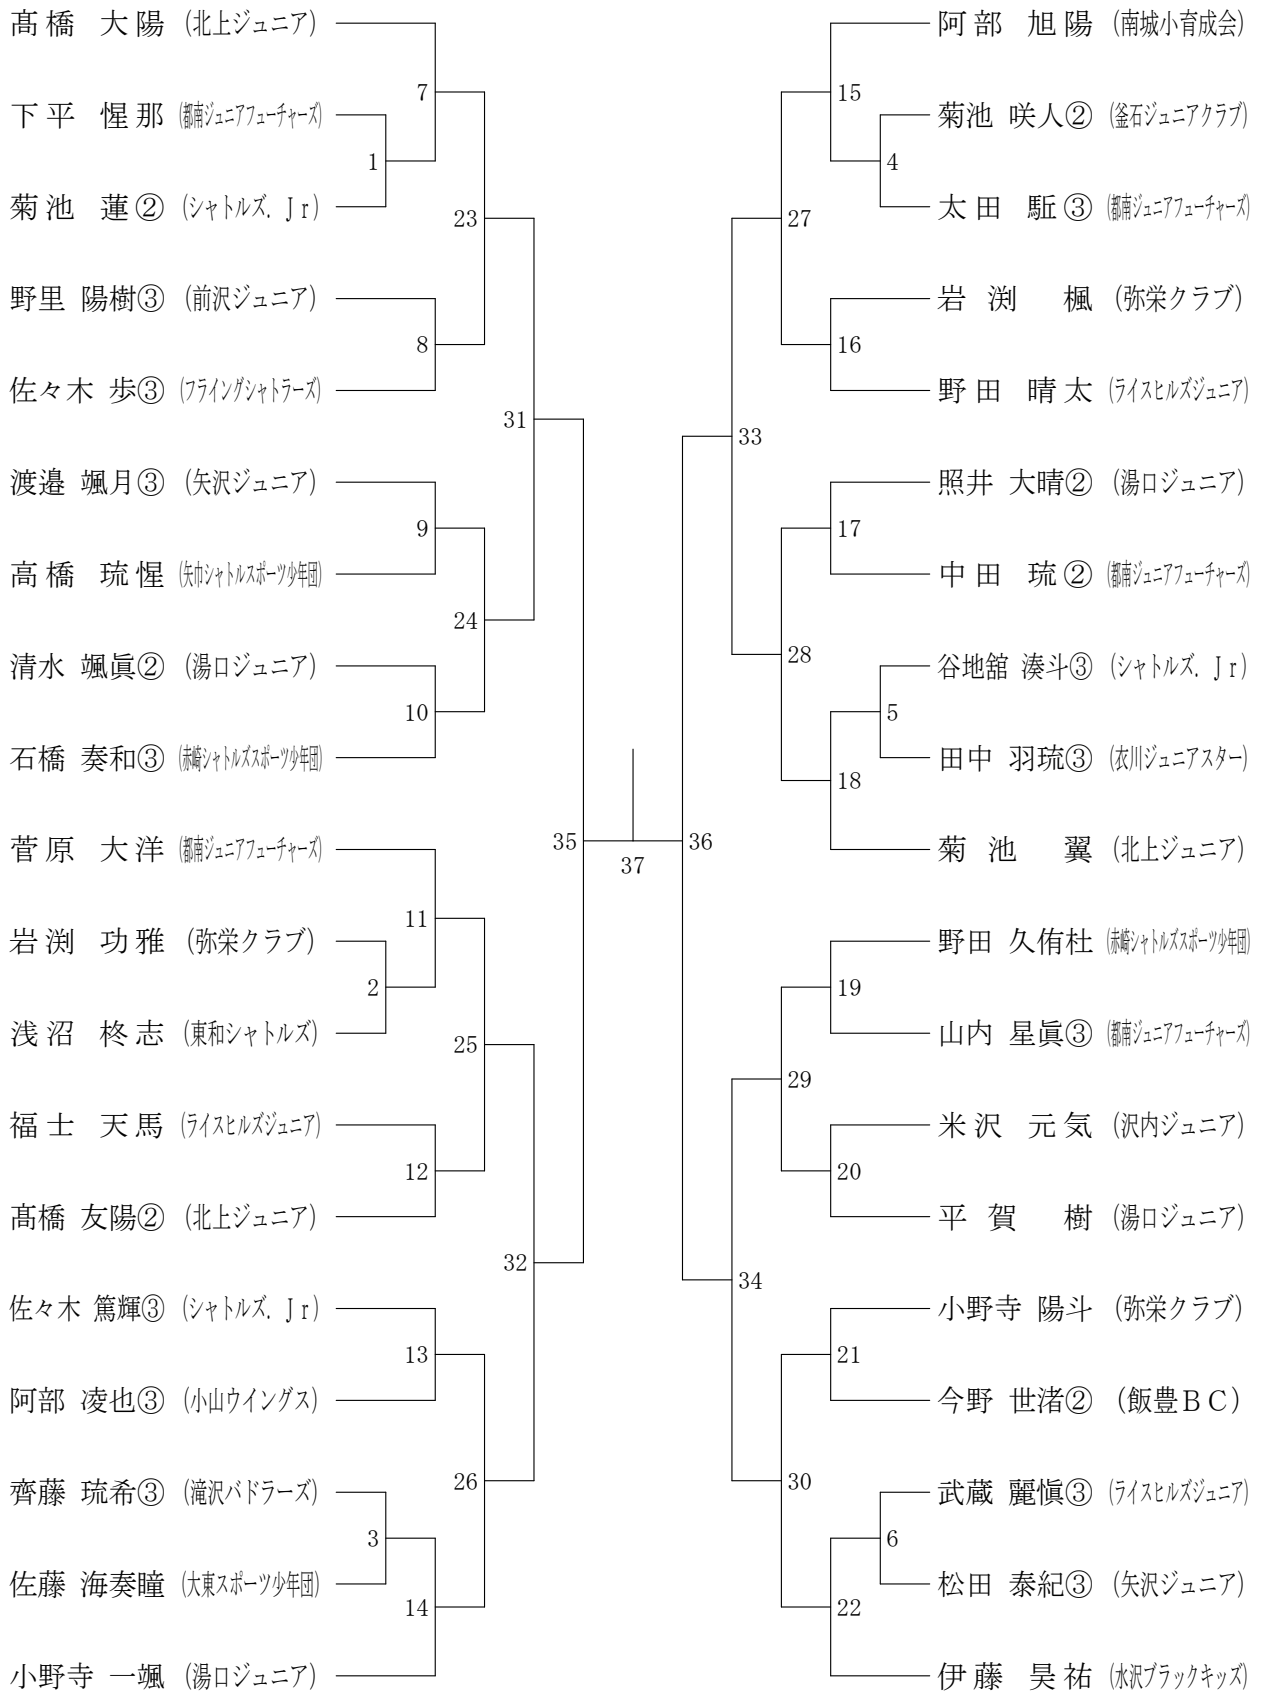 髙橋 大陽 (北上ジュニア)
7
下平 惺那 (都南ジュニアフューチャーズ)
1
菊池 蓮② (シャトルズ．Ｊｒ)
23
野里 陽樹③ (前沢ジュニア)
8
佐々木 歩③ (フライングシャトラーズ)
31
渡邉 颯月③ (矢沢ジュニア)
9
高橋 琉惺 (矢巾シャトルスポーツ少年団)
24
清水 颯眞② (湯口ジュニア)
10
石橋 奏和③ (赤崎シャトルズスポーツ少年団)
35
菅原 大洋 (都南ジュニアフューチャーズ)
11
岩渕 功雅 (弥栄クラブ)
2
浅沼 柊志 (東和シャトルズ)
25
福士 天馬 (ライスヒルズジュニア)
12
髙橋 友陽② (北上ジュニア)
32
佐々木 篤輝③ (シャトルズ．Ｊｒ)
13
阿部 凌也③ (小山ウイングス)
26
齊藤 琉希③ (滝沢バドラーズ)
3
佐藤 海奏瞳 (大東スポーツ少年団)
14
小野寺 一颯 (湯口ジュニア)
37
阿部 旭陽 (南城小育成会)
15
菊池 咲人② (釜石ジュニアクラブ)
4
太田 駈③ (都南ジュニアフューチャーズ)
27
岩渕 楓 (弥栄クラブ)
16
野田 晴太 (ライスヒルズジュニア)
33
照井 大晴② (湯口ジュニア)
17
中田 琉② (都南ジュニアフューチャーズ)
28
谷地舘 湊斗③ (シャトルズ．Ｊｒ)
5
田中 羽琉③ (衣川ジュニアスター)
18
菊池 翼 (北上ジュニア)
36
野田 久侑杜 (赤崎シャトルズスポーツ少年団)
19
山内 星眞③ (都南ジュニアフューチャーズ)
29
米沢 元気 (沢内ジュニア)
20
平賀 樹 (湯口ジュニア)
34
小野寺 陽斗 (弥栄クラブ)
21
今野 世渚② (飯豊ＢＣ)
30
武蔵 麗愼③ (ライスヒルズジュニア)
6
松田 泰紀③ (矢沢ジュニア)
22
伊藤 昊祐 (水沢ブラックキッズ)